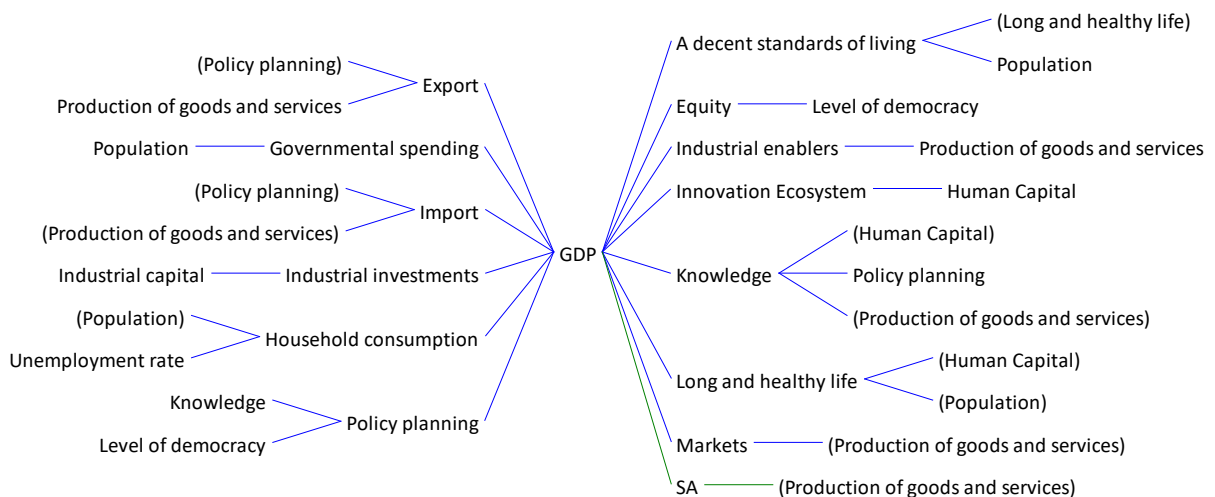 (Policy planning)
Production of goods and services
Export
Population
Governmental spending
(Policy planning)
(Production of goods and services)
Import
Industrial capital
Industrial investments
(Population)
Unemployment rate
Household consumption
Knowledge
Level of democracy
Policy planning
GDP
A decent standards of living
(Long and healthy life)
Population
Equity
Level of democracy
Industrial enablers
Production of goods and services
Innovation Ecosystem
Human Capital
Knowledge
(Human Capital)
Policy planning
(Production of goods and services)
Long and healthy life
(Human Capital)
(Population)
Markets
(Production of goods and services)
SA
(Production of goods and services)